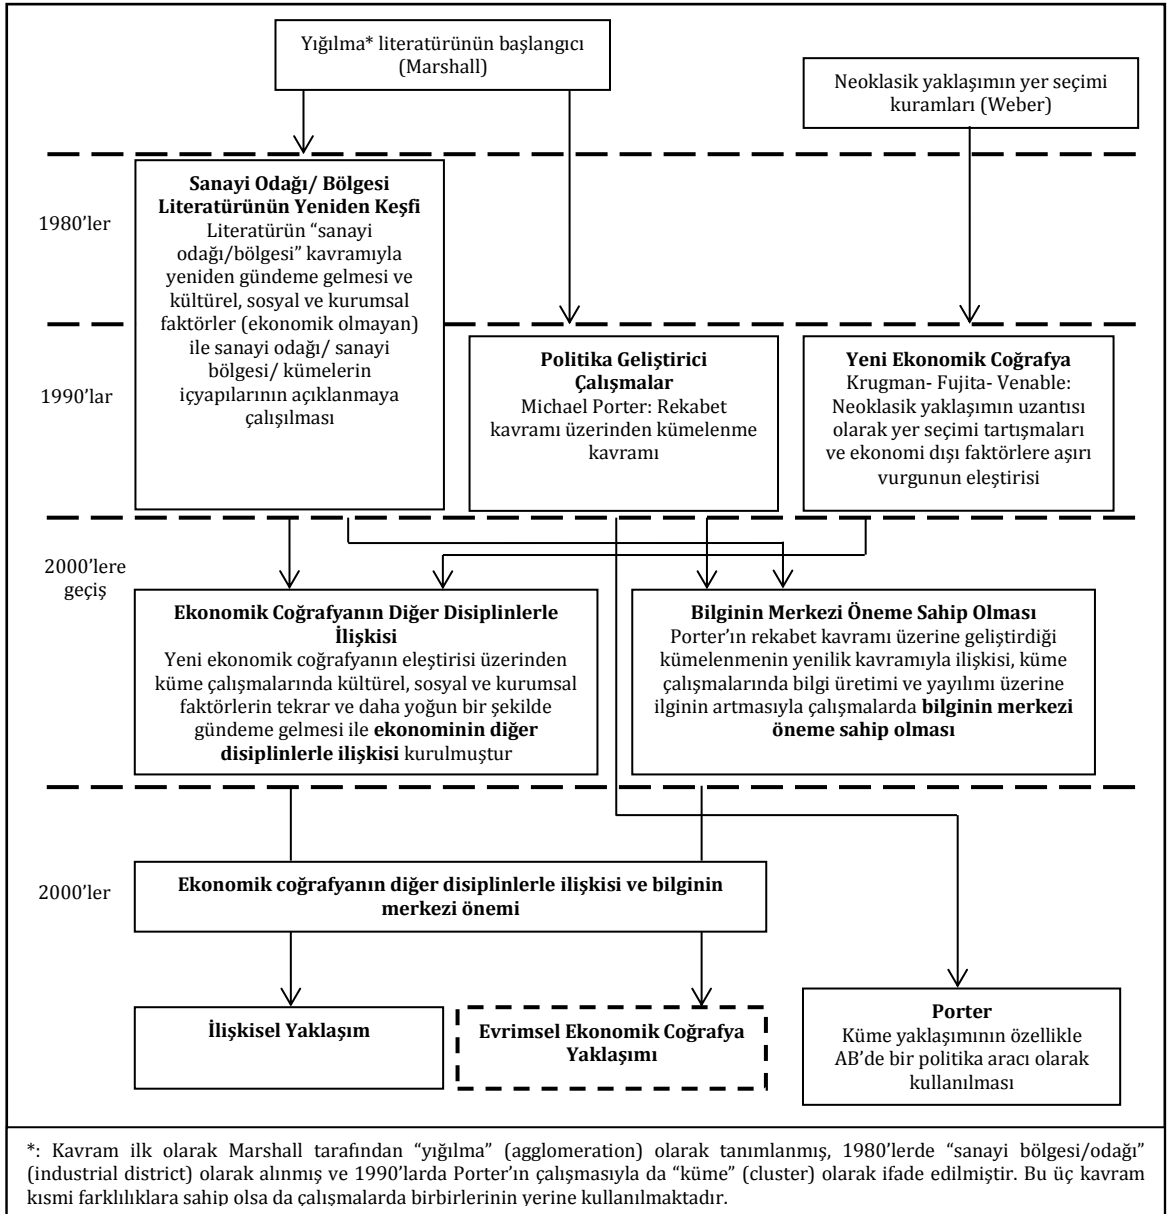 Yığılma* literatürünün başlangıcı
(Marshall)
Neoklasik yaklaşımın yer seçimi
kuramları (Weber)
1980’ler
Sanayi Odağı/ Bölgesi
Literatürünün Yeniden Keşfi
Literatürün “sanayi
odağı/bölgesi” kavramıyla
yeniden gündeme gelmesi ve
kültürel, sosyal ve kurumsal
faktörler (ekonomik olmayan)
ile sanayi odağı/ sanayi
bölgesi/ kümelerin
içyapılarının açıklanmaya
çalışılması
1990’lar
Politika Geliştirici
Çalışmalar
Michael Porter: Rekabet
kavramı üzerinden kümelenme
kavramı
Yeni Ekonomik Coğrafya
Krugman- Fujita- Venable:
Neoklasik yaklaşımın uzantısı
olarak yer seçimi tartışmaları
ve ekonomi dışı faktörlere aşırı
vurgunun eleştirisi
2000’lere
geçiş
Ekonomik Coğrafyanın Diğer Disiplinlerle
İlişkisi
Yeni ekonomik coğrafyanın eleştirisi üzerinden
küme çalışmalarında kültürel, sosyal ve kurumsal
faktörlerin tekrar ve daha yoğun bir şekilde
gündeme gelmesi ile ekonominin diğer
disiplinlerle ilişkisi kurulmuştur
Bilginin Merkezi Öneme Sahip Olması
Porter’ın rekabet kavramı üzerine geliştirdiği
kümelenmenin yenilik kavramıyla ilişkisi, küme
çalışmalarında bilgi üretimi ve yayılımı üzerine
ilginin artmasıyla çalışmalarda bilginin merkezi
öneme sahip olması
2000’ler
Ekonomik coğrafyanın diğer disiplinlerle ilişkisi ve bilginin
merkezi önemi
İlişkisel Yaklaşım
Evrimsel Ekonomik Coğrafya
Yaklaşımı
Porter
Küme yaklaşımının özellikle
AB’de bir politika aracı olarak
kullanılması
*: Kavram ilk olarak Marshall tarafından “yığılma” (agglomeration) olarak tanımlanmış, 1980’lerde “sanayi bölgesi/odağı”
(industrial district) olarak alınmış ve 1990’larda Porter’ın çalışmasıyla da “küme” (cluster) olarak ifade edilmiştir. Bu üç kavram
kısmi farklılıklara sahip olsa da çalışmalarda birbirlerinin yerine kullanılmaktadır.